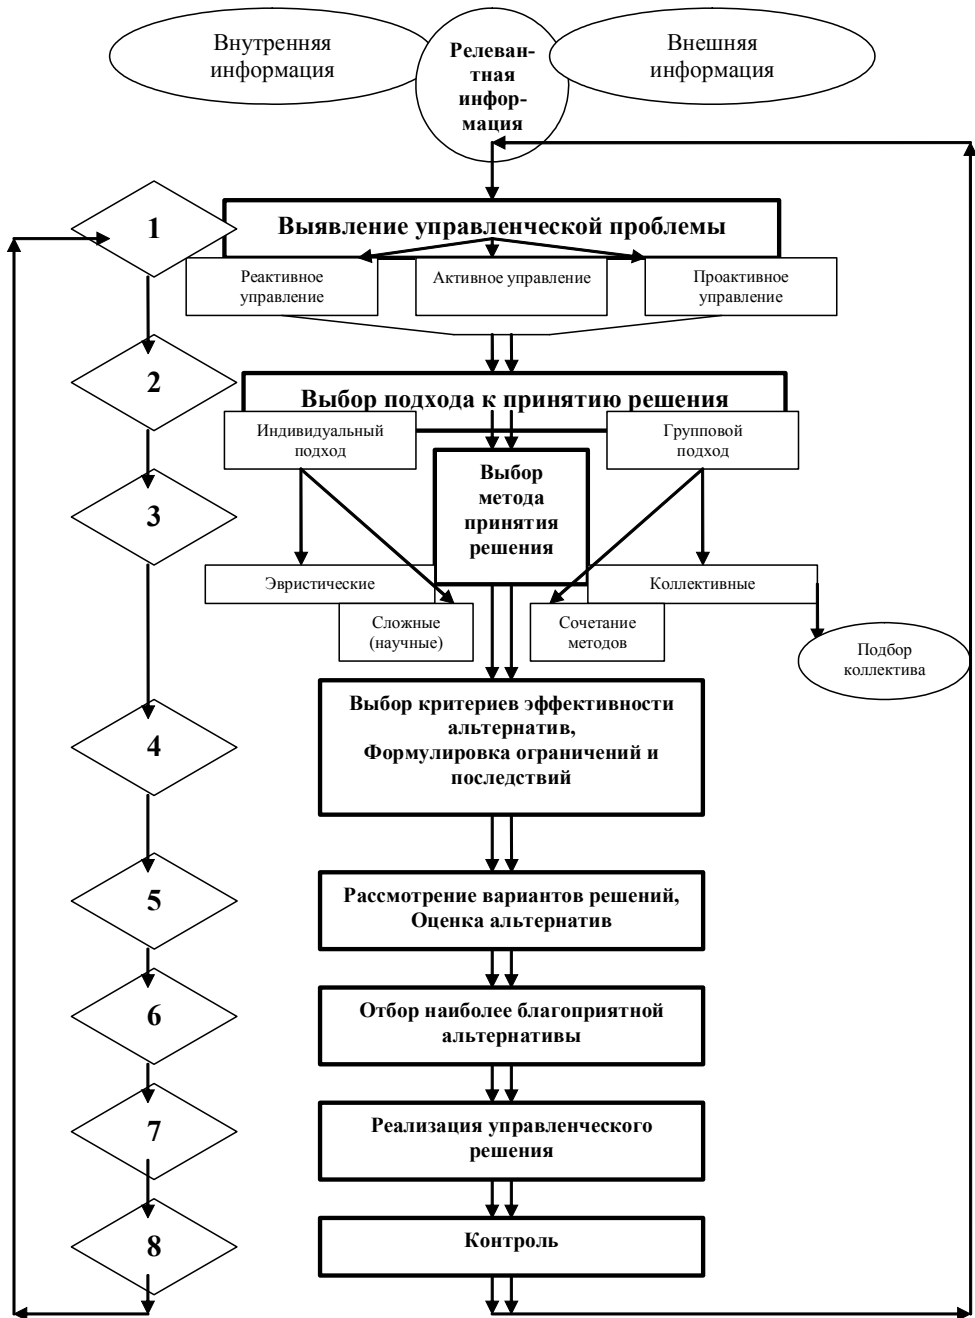 Внутренняя
информация
Релеван-
тная
инфор-
мация
Внешняя
информация
1
Выявление управленческой проблемы
Реактивное
управление
Активное управление
Проактивное
управление
2
Выбор подхода к принятию решения
Индивидуальный
подход
Групповой
подход
3
Выбор
метода
принятия
решения
Эвристические
Коллективные
Сложные
(научные)
Сочетание
методов
Подбор
коллектива
4
Выбор критериев эффективности
альтернатив,
Формулировка ограничений и
последствий
5
Рассмотрение вариантов решений,
Оценка альтернатив
6
Отбор наиболее благоприятной
альтернативы
7
Реализация управленческого
решения
8
Контроль